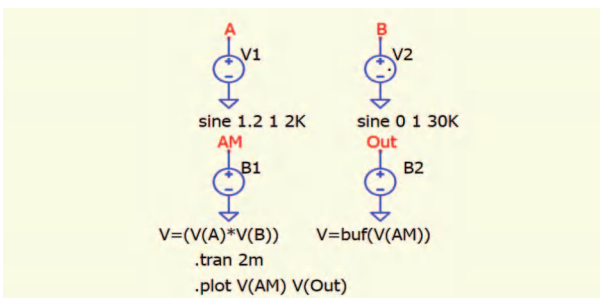 A B
V1 V2
sine 1.2 1 2K sine 0 1 30K
AM Out
B1 B2
V=(V(A)*V(B)) V=buf(V(AM))
.tran 2m
.plot V(AM) V(Out)